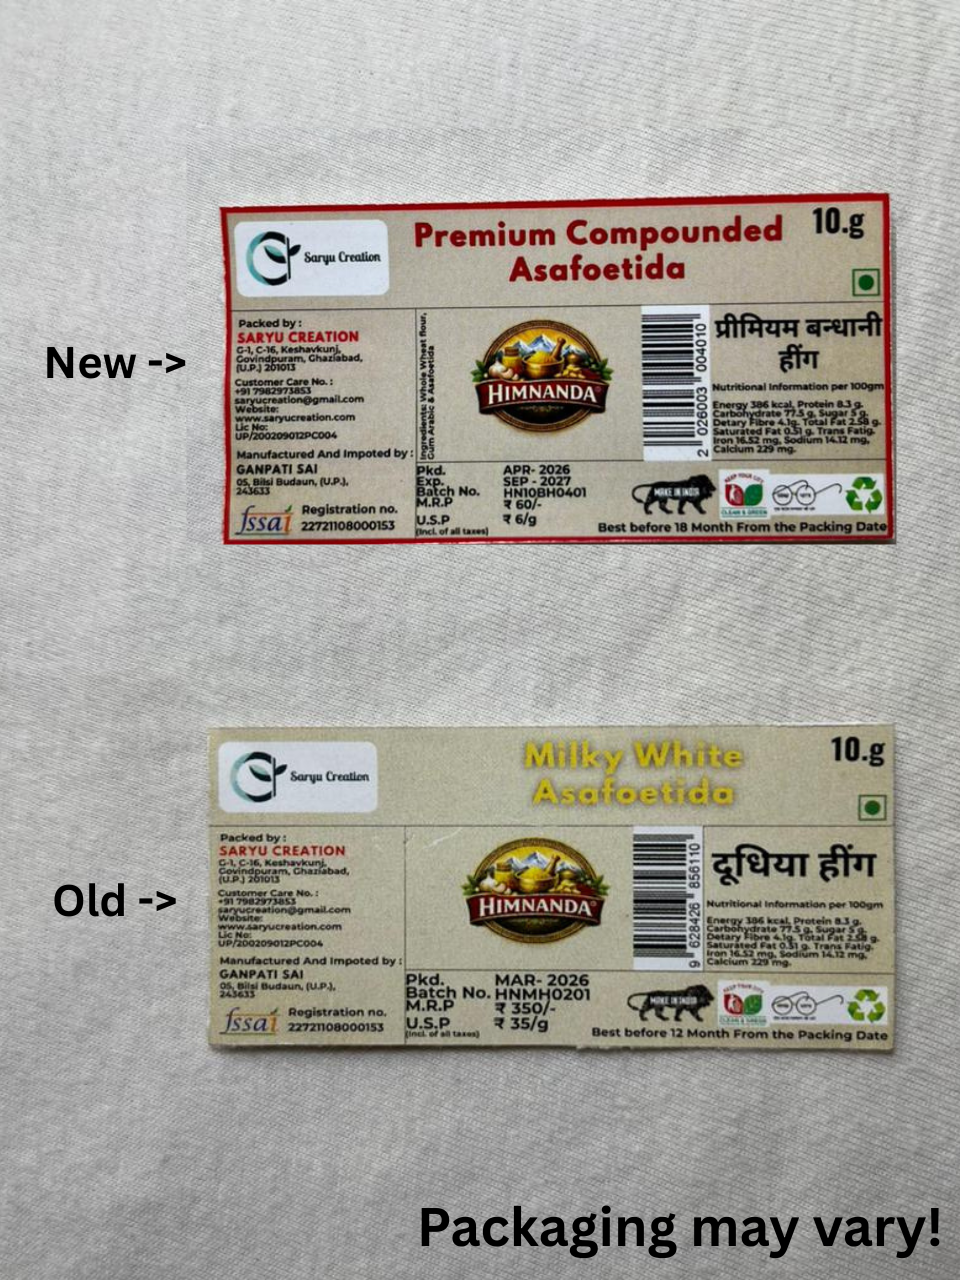 New ->
Saryu Creation
Premium Compounded
Asafoetida
10.g
Packed by :
SARYU CREATION
G-1, C-16, Keshavkunj,
Govindpuram, Ghaziabad,
(U.P.) 201013
Customer Care No. :
+91 7982973853
saryucreation@gmail.com
Website:
www.saryucreation.com
Lic No:
UP/200209012PC004
Manufactured And Impoted by :
GANPATI SAI
05, Bilsi Budaun, (U.P.),
243633
fssai
Registration no.
22721108000153
Ingredients: Whole Wheat flour,
Gum Arabic & Asafoetida
HIMNANDA
2 026003 004010
प्रीमियम बन्धानी
हींग
Nutritional Information per 100gm
Energy 386 kcal, Protein 8.3 g.
Carbohydrate 77.5 g, Sugar 5 g.
Detary Fibre 4.1g. Total Fat 2.58 g.
Saturated Fat 0.51 g. Trans Fatig.
Iron 16.52 mg, Sodium 14.12 mg,
Calcium 229 mg.
Pkd. APR- 2026
Exp. SEP - 2027
Batch No. HN10BH0401
M.R.P ₹ 60/-
U.S.P ₹ 6/g
(Incl. of all taxes)
MAKE IN INDIA
KEEP YOUR CITY
CLEAN & GREEN
Best before 18 Month From the Packing Date
Old ->
Saryu Creation
Milky White
Asafoetida
10.g
Packed by :
SARYU CREATION
G-1, C-16, Keshavkunj,
Govindpuram, Ghaziabad,
(U.P.) 201013
Customer Care No. :
+91 7982973853
saryucreation@gmail.com
Website:
www.saryucreation.com
Lic No:
UP/200209012PC004
Manufactured And Impoted by :
GANPATI SAI
05, Bilsi Budaun, (U.P.),
243633
fssai
Registration no.
22721108000153
HIMNANDA
9 628426 856110
दूधिया हींग
Nutritional Information per 100gm
Energy 386 kcal, Protein 8.3 g.
Carbohydrate 77.5 g, Sugar 5 g.
Detary Fibre 4.1g. Total Fat 2.58 g.
Saturated Fat 0.51 g. Trans Fatig.
Iron 16.52 mg, Sodium 14.12 mg,
Calcium 229 mg.
Pkd. MAR- 2026
Batch No. HNMH0201
M.R.P ₹ 350/-
U.S.P ₹ 35/g
(Incl. of all taxes)
MAKE IN INDIA
KEEP YOUR CITY
CLEAN & GREEN
Best before 12 Month From the Packing Date
Packaging may vary!